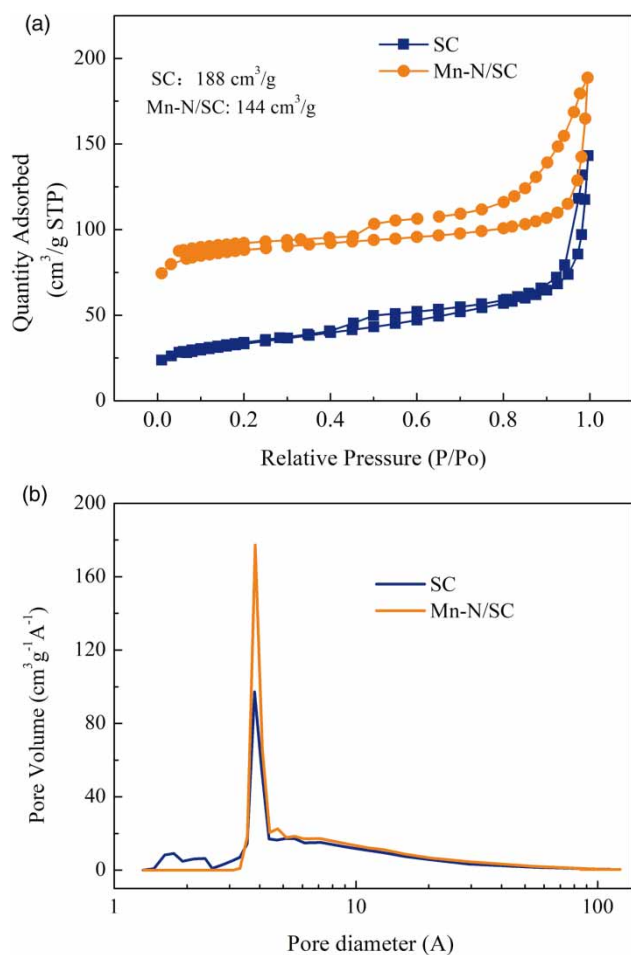 (a)
200
150
100
50
0
SC
Mn-N/SC
SC: 188 cm³/g
Mn-N/SC: 144 cm³/g
Quantity Adsorbed
(cm³/g STP)
0.0 0.2 0.4 0.6 0.8 1.0
Relative Pressure (P/Po)
(b)
200
160
120
80
40
0
SC
Mn-N/SC
Pore Volume (cm³g⁻¹A⁻¹)
1 10 100
Pore diameter (A)